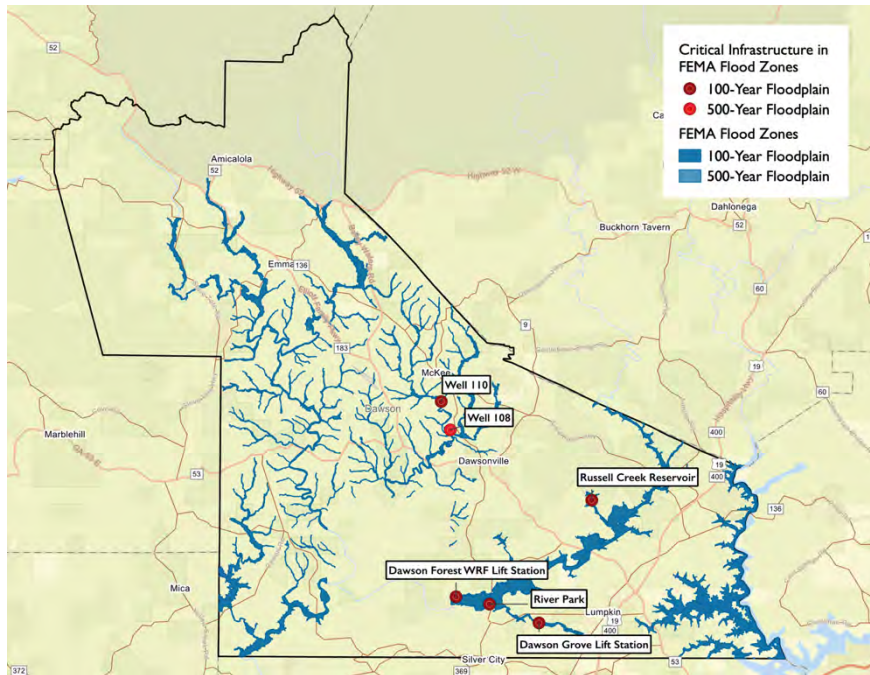 Critical Infrastructure in
FEMA Flood Zones
100-Year Floodplain
500-Year Floodplain
FEMA Flood Zones
100-Year Floodplain
500-Year Floodplain
52
52
Amicalola
52
Highway 52 W
Dahlonega
52
Buckhorn Tavern
Emma
136
60
9
183
19
McKee
Well 110
60
Dawson
Well 108
400
Marblehill
53
Dawsonville
19
400
Russell Creek Reservoir
136
Dawson Forest WRF Lift Station
Mica
River Park
Lumpkin
19
400
Dawson Grove Lift Station
Silver City
53
372
369